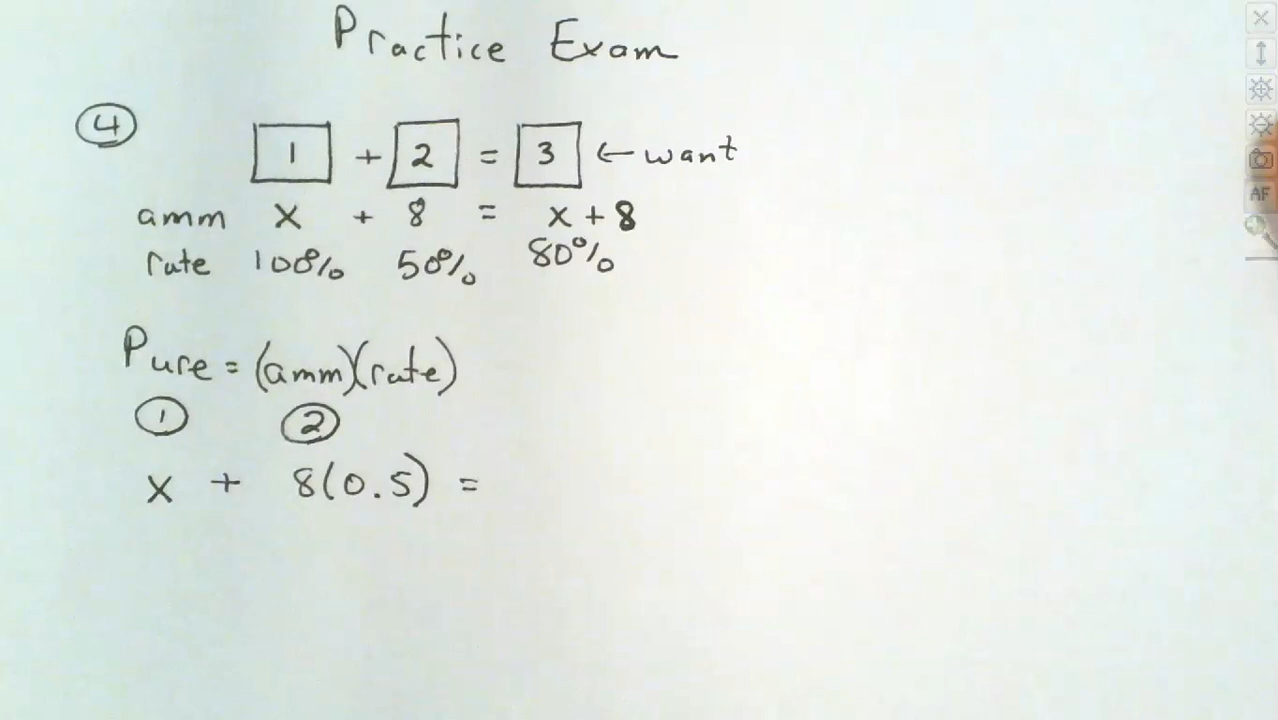 Practice Exam
④
1 + 2 = 3 ← want
amm x + 8 = x + 8
rate 100% 50% 80%
Pure = (amm)(rate)
① ②
x + 8(0.5) =
AF